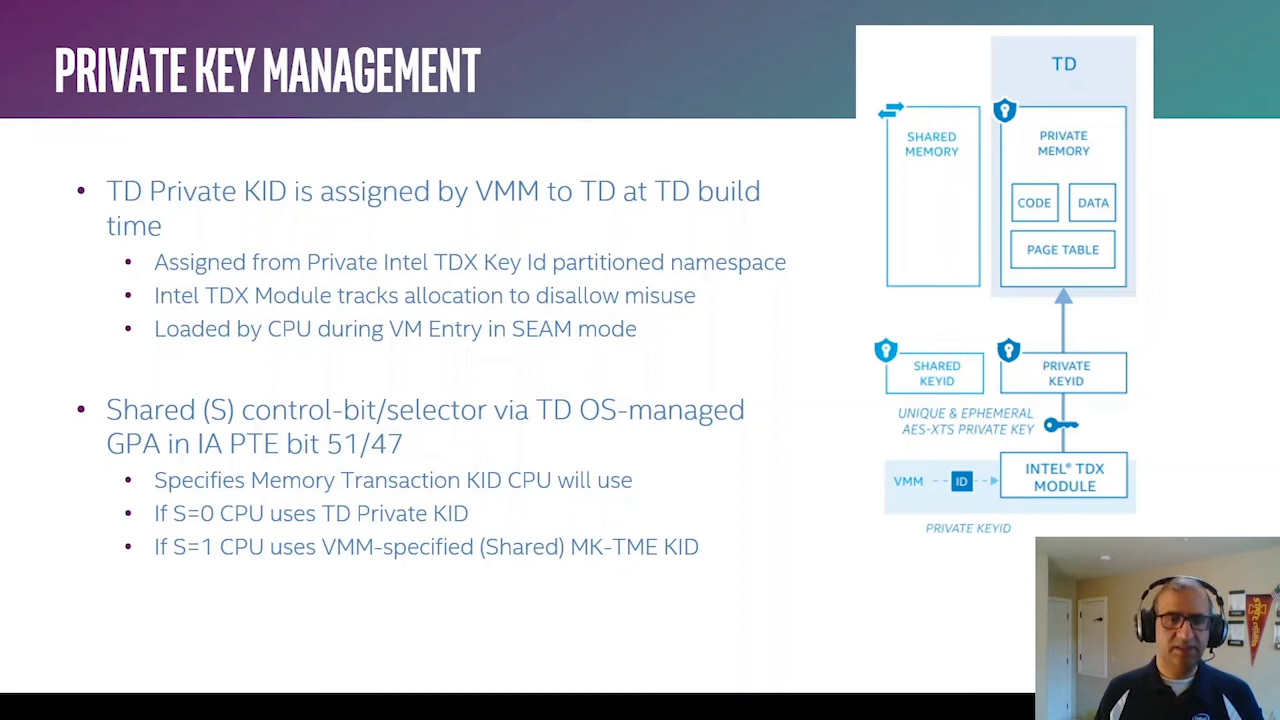 PRIVATE KEY MANAGEMENT
• TD Private KID is assigned by VMM to TD at TD build
time
• Assigned from Private Intel TDX Key Id partitioned namespace
• Intel TDX Module tracks allocation to disallow misuse
• Loaded by CPU during VM Entry in SEAM mode
• Shared (S) control-bit/selector via TD OS-managed
GPA in IA PTE bit 51/47
• Specifies Memory Transaction KID CPU will use
• If S=0 CPU uses TD Private KID
• If S=1 CPU uses VMM-specified (Shared) MK-TME KID
TD
SHARED
MEMORY
PRIVATE
MEMORY
CODE
DATA
PAGE TABLE
SHARED
KEYID
PRIVATE
KEYID
UNIQUE & EPHEMERAL
AES-XTS PRIVATE KEY
VMM
ID
INTEL® TDX
MODULE
PRIVATE KEYID